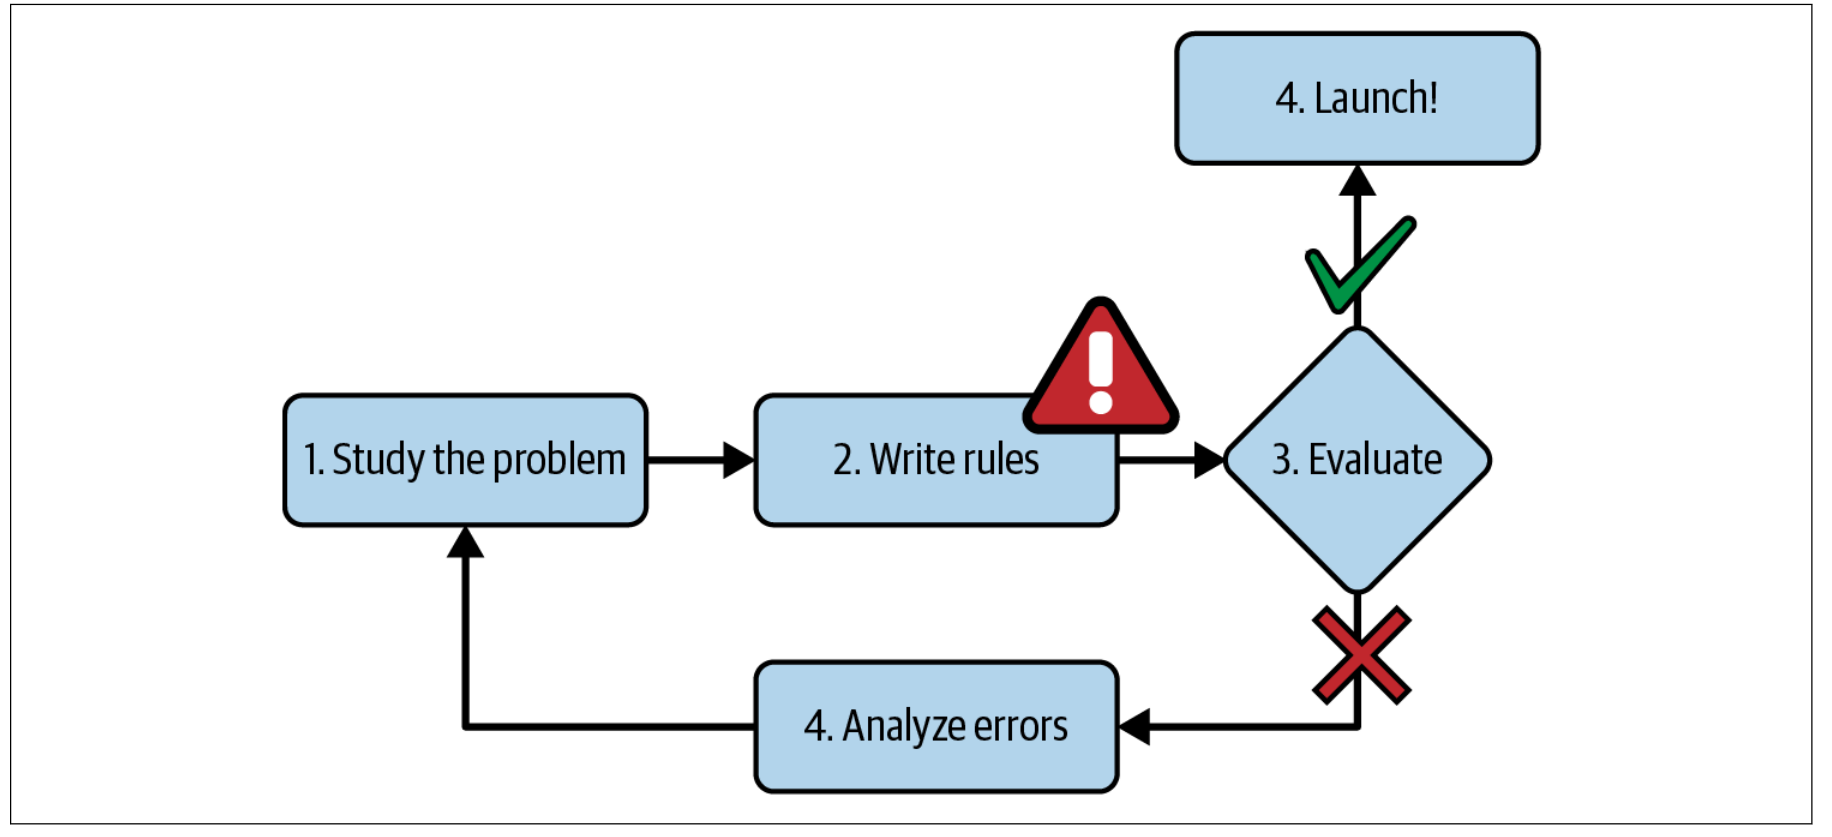 4. Launch!
1. Study the problem
2. Write rules
3. Evaluate
4. Analyze errors